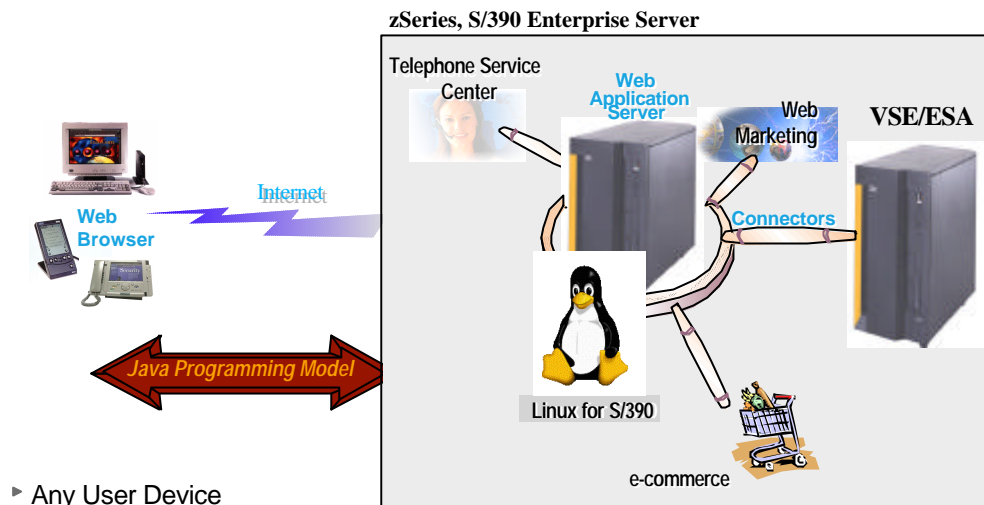 zSeries, S/390 Enterprise Server
Telephone Service
Center
Web
Application
Server
Web
Marketing
VSE/ESA
Internet
Web
Browser
Connectors
Java Programming Model
Linux for S/390
e-commerce
Any User Device